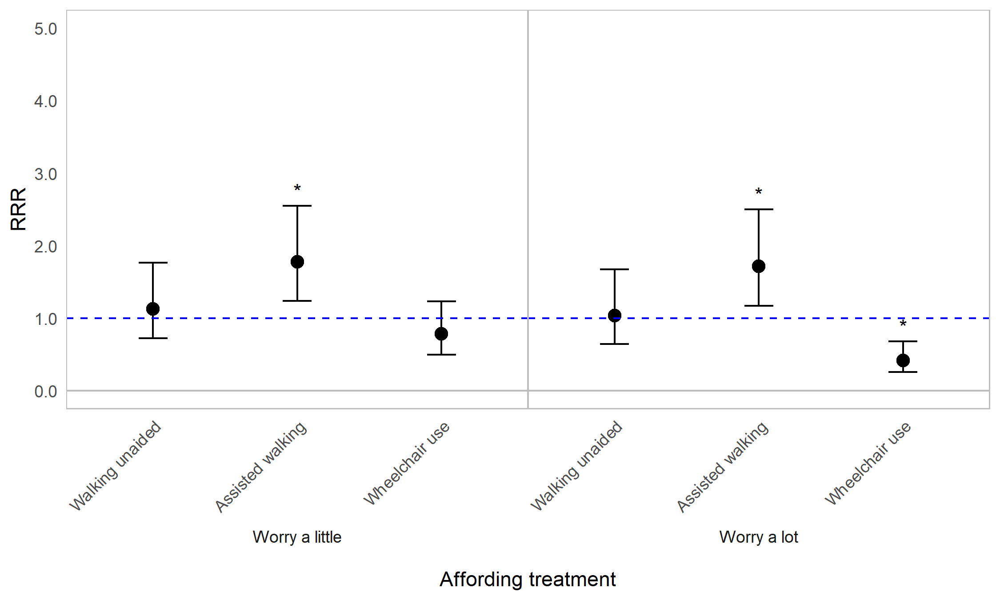 5.0
4.0
3.0
2.0
1.0
0.0
RRR
*
*
*
Walking unaided
Assisted walking
Wheelchair use
Walking unaided
Assisted walking
Wheelchair use
Worry a little
Worry a lot
Affording treatment